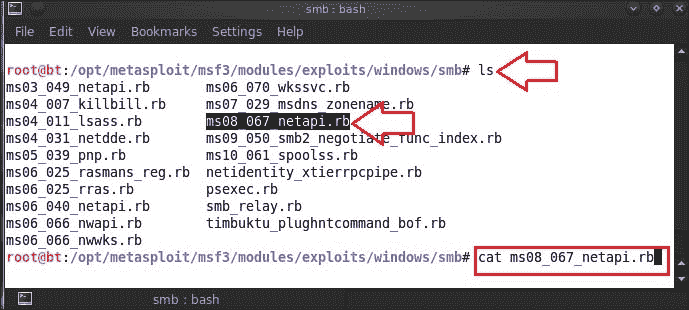 smb : bash
File Edit View Bookmarks Settings Help
root@bt:/opt/metasploit/msf3/modules/exploits/windows/smb# ls
ms03_049_netapi.rb ms06_070_wkssvc.rb
ms04_007_killbill.rb ms07_029_msdns_zonename.rb
ms04_011_lsass.rb ms08_067_netapi.rb
ms04_031_netdde.rb ms09_050_smb2_negotiate_func_index.rb
ms05_039_pnp.rb ms10_061_spoolss.rb
ms06_025_rasmans_reg.rb netidentity_xtierrpcpipe.rb
ms06_025_rras.rb psexec.rb
ms06_040_netapi.rb smb_relay.rb
ms06_066_nwapi.rb timbuktu_plughntcommand_bof.rb
ms06_066_nwwks.rb
root@bt:/opt/metasploit/msf3/modules/exploits/windows/smb# cat ms08_067_netapi.rb
smb : bash